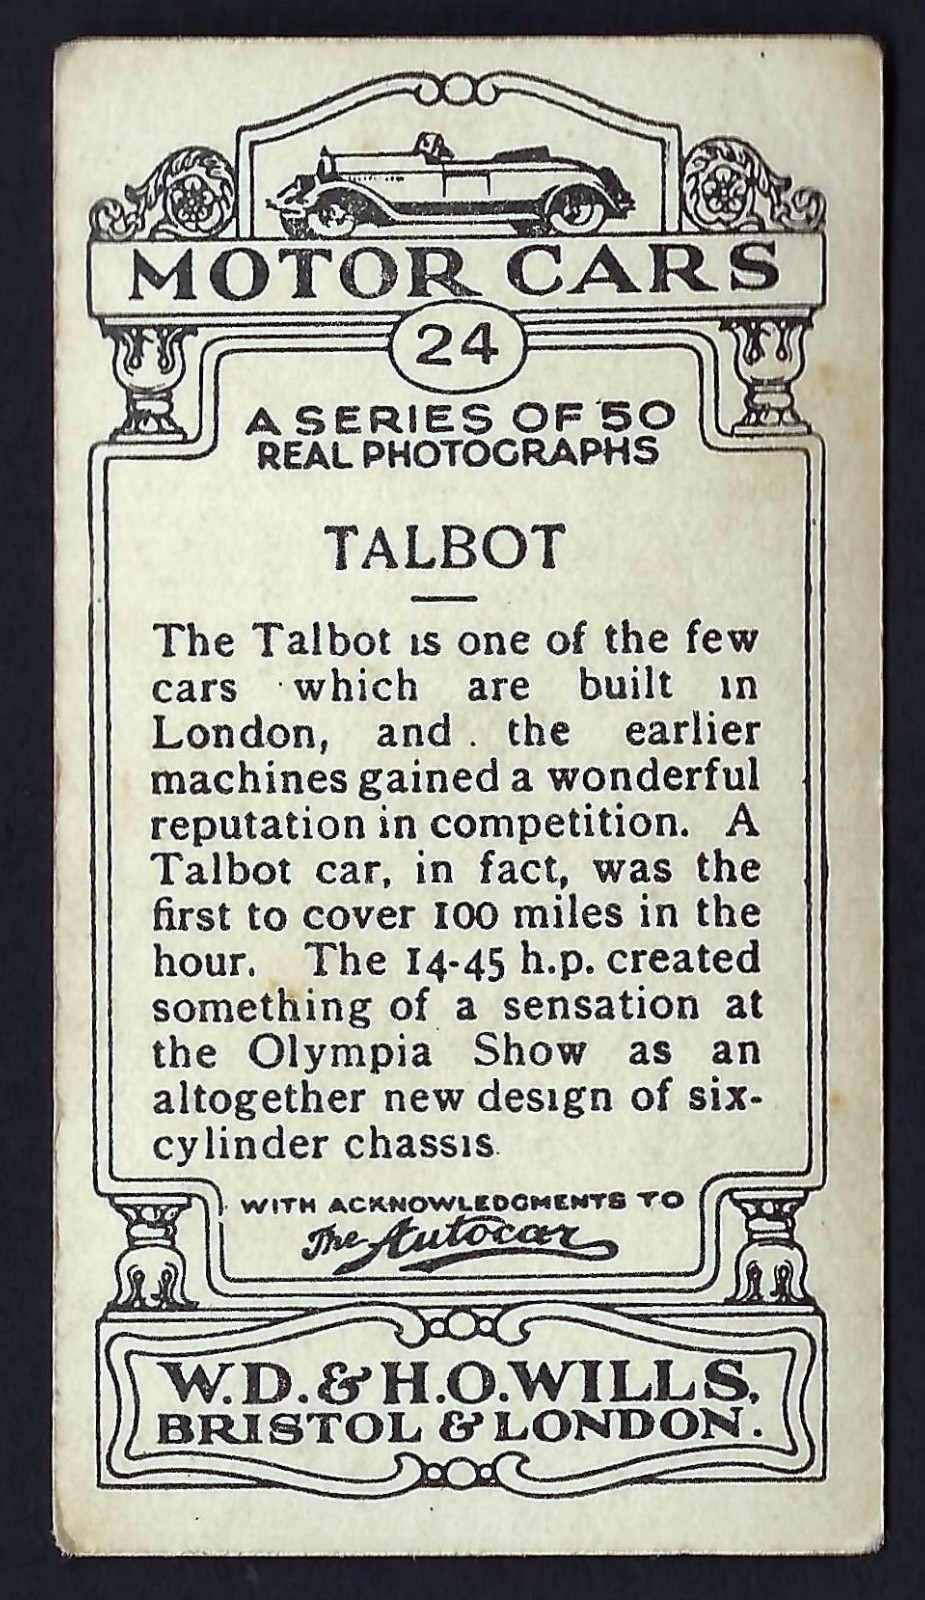 MOTOR CARS
24
A SERIES OF 50
REAL PHOTOGRAPHS
TALBOT
The Talbot is one of the few
cars which are built in
London, and the earlier
machines gained a wonderful
reputation in competition. A
Talbot car, in fact, was the
first to cover 100 miles in the
hour. The 14-45 h.p. created
something of a sensation at
the Olympia Show as an
altogether new design of six-
cylinder chassis.
WITH ACKNOWLEDGMENTS TO
The Autocar
W.D. & H.O. WILLS,
BRISTOL & LONDON.